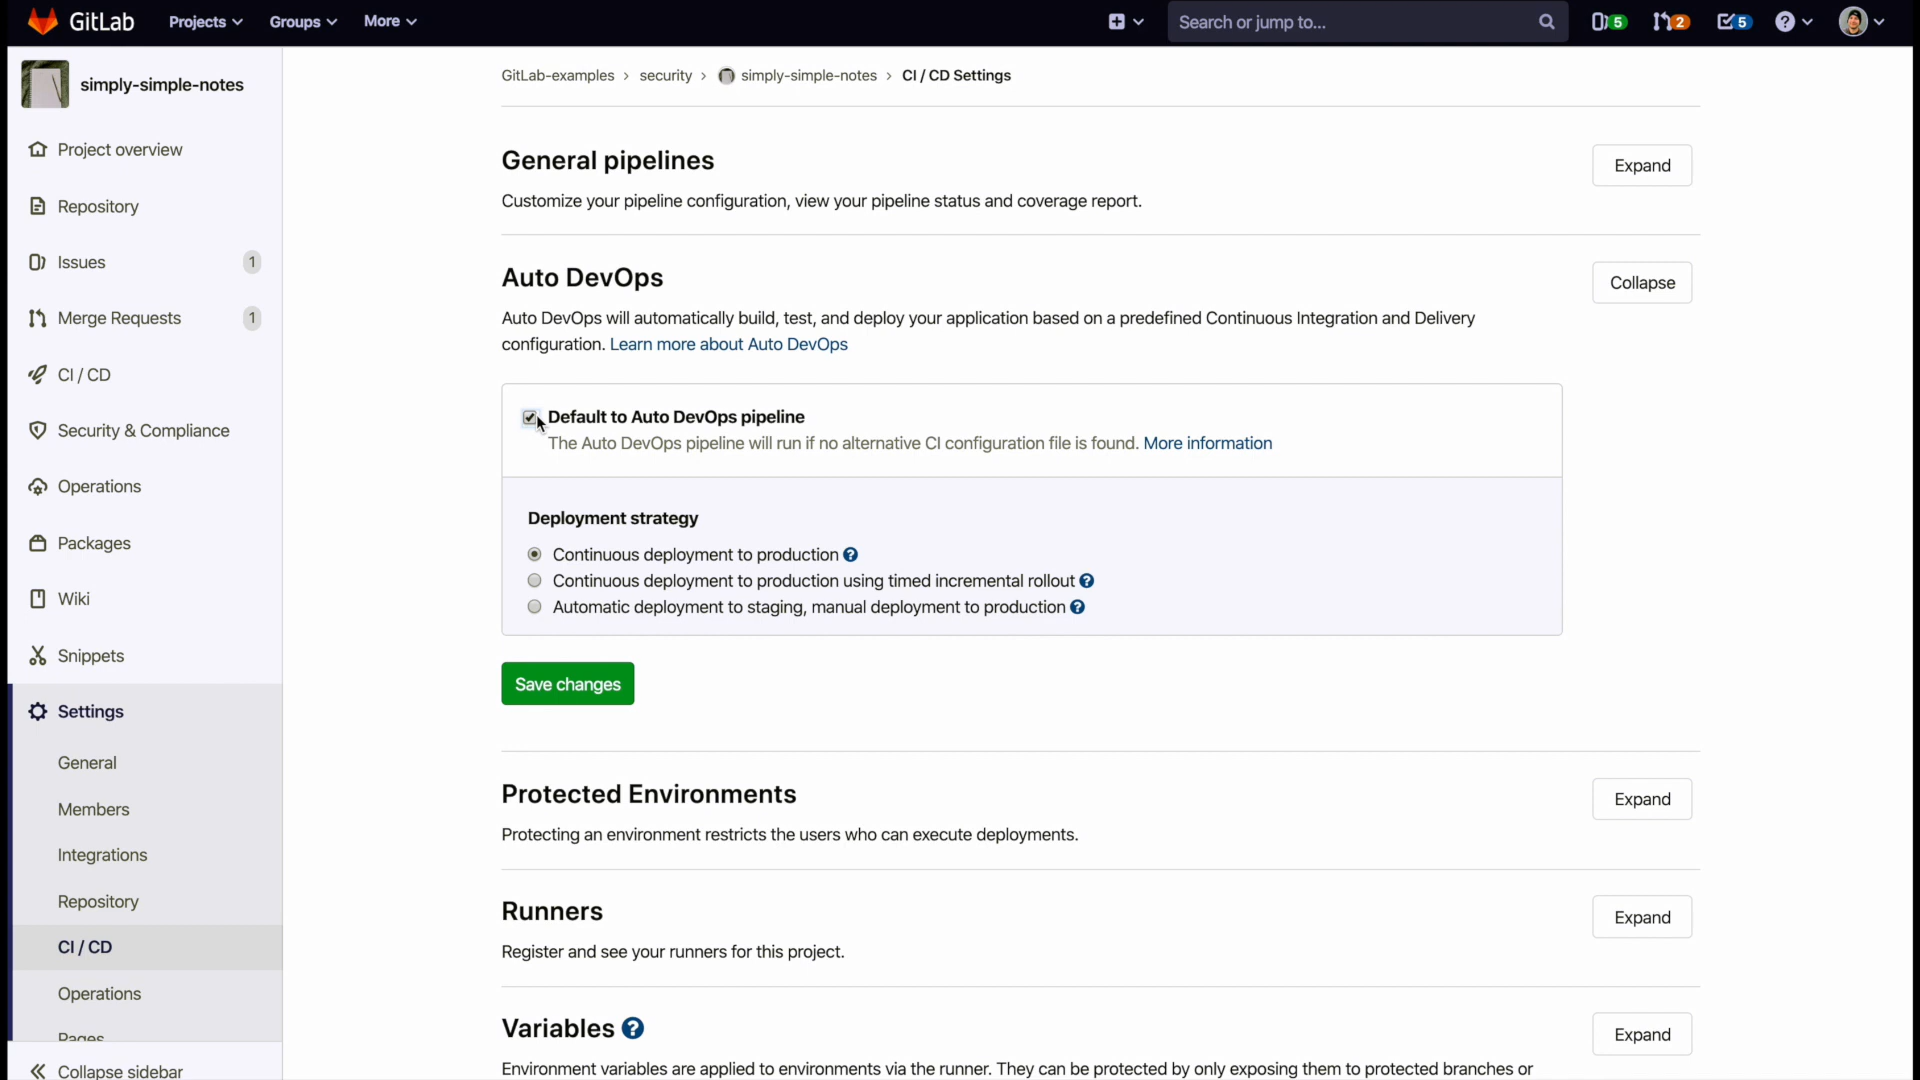 GitLab
Projects
Groups
More
Search or jump to...
5
2
5
simply-simple-notes
Project overview
Repository
Issues 1
Merge Requests 1
CI / CD
Security & Compliance
Operations
Packages
Wiki
Snippets
Settings
General
Members
Integrations
Repository
CI / CD
Operations
Pages
Collapse sidebar
GitLab-examples › security › simply-simple-notes › CI / CD Settings
General pipelines
Expand
Customize your pipeline configuration, view your pipeline status and coverage report.
Auto DevOps
Collapse
Auto DevOps will automatically build, test, and deploy your application based on a predefined Continuous Integration and Delivery
configuration. Learn more about Auto DevOps
Default to Auto DevOps pipeline
The Auto DevOps pipeline will run if no alternative CI configuration file is found. More information
Deployment strategy
Continuous deployment to production ?
Continuous deployment to production using timed incremental rollout ?
Automatic deployment to staging, manual deployment to production ?
Save changes
Protected Environments
Expand
Protecting an environment restricts the users who can execute deployments.
Runners
Expand
Register and see your runners for this project.
Variables ?
Expand
Environment variables are applied to environments via the runner. They can be protected by only exposing them to protected branches or